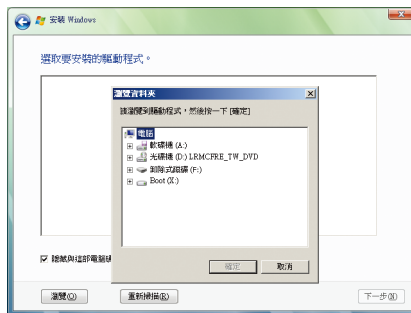 安裝 Windows
選取要安裝的驅動程式。
瀏覽資料夾
請瀏覽到驅動程式，然後按一下 [確定]
電腦
軟碟機 (A:)
光碟機 (D:) LRMCFRE_TW_DVD
卸除式磁碟 (F:)
Boot (X:)
隱藏與這部電腦硬
確定
取消
瀏覽(O)
重新掃描(R)
下一步(N)